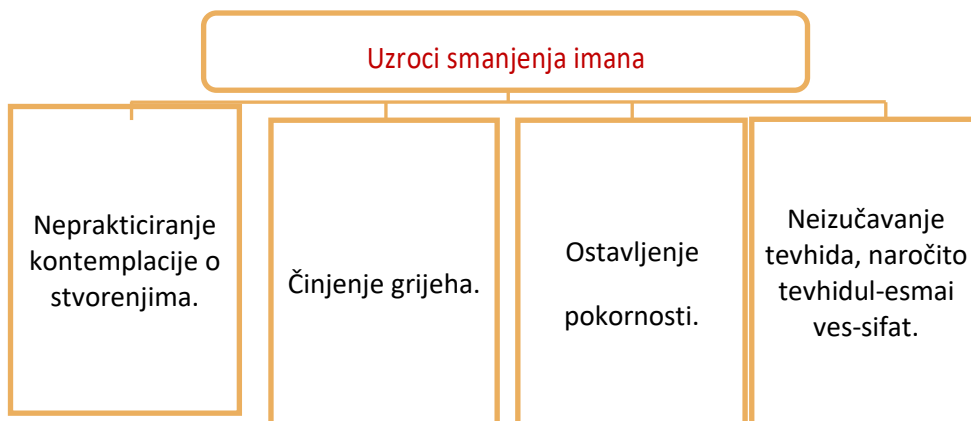 Uzroci smanjenja imana
Neprakticiranje
kontemplacije o
stvorenjima.
Činjenje grijeha.
Ostavljenje
pokornosti.
Neizučavanje
tevhida, naročito
tevhidul-esmai
ves-sifat.